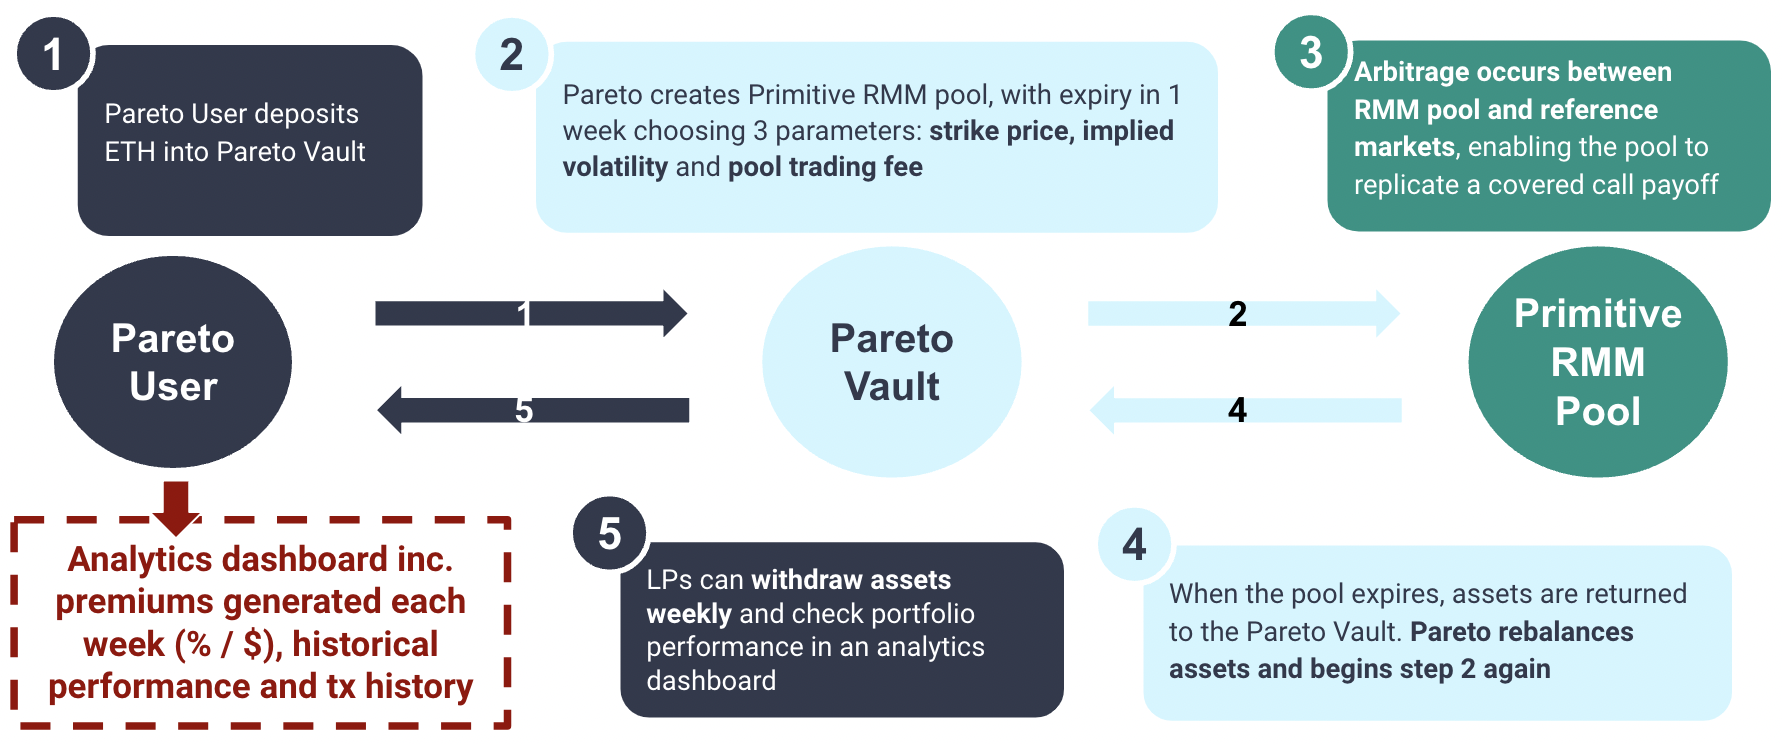 1
Pareto User deposits
ETH into Pareto Vault
2
Pareto creates Primitive RMM pool, with expiry in 1
week choosing 3 parameters: strike price, implied
volatility and pool trading fee
3
Arbitrage occurs between
RMM pool and reference
markets, enabling the pool to
replicate a covered call payoff
Pareto
User
1
5
Pareto
Vault
2
4
Primitive
RMM
Pool
Analytics dashboard inc.
premiums generated each
week (% / $), historical
performance and tx history
5
LPs can withdraw assets
weekly and check portfolio
performance in an analytics
dashboard
4
When the pool expires, assets are returned
to the Pareto Vault. Pareto rebalances
assets and begins step 2 again